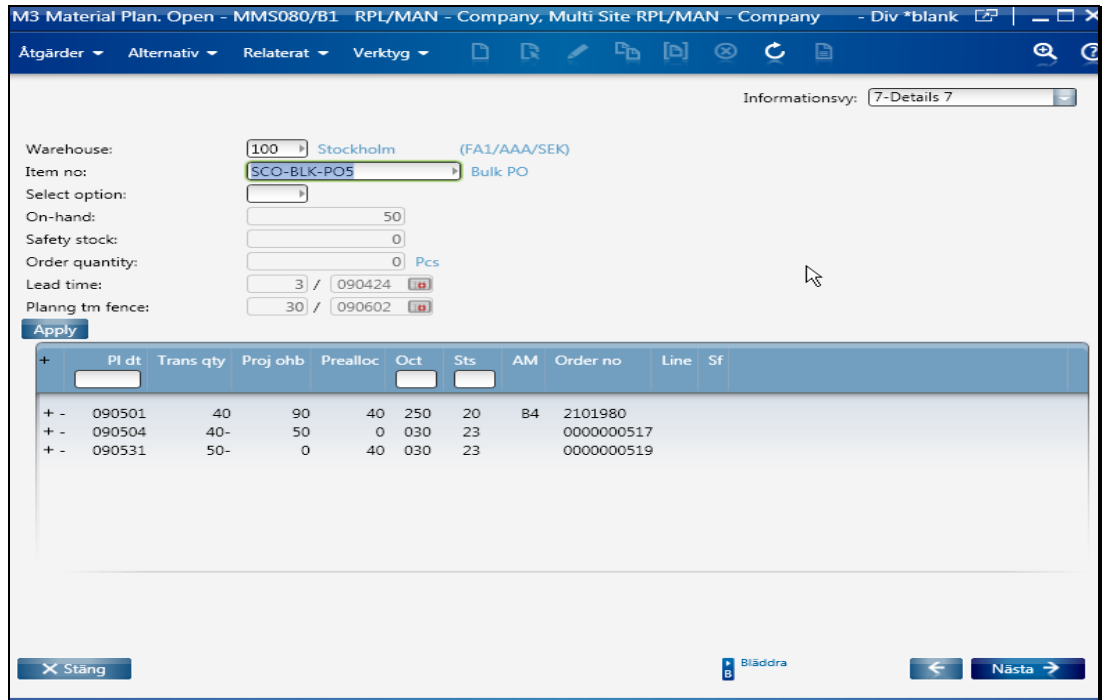 M3 Material Plan. Open - MMS080/B1 RPL/MAN - Company, Multi Site RPL/MAN - Company - Div *blank
Åtgärder Alternativ Relaterat Verktyg
Informationsvy: 7-Details 7
Warehouse: 100 Stockholm (FA1/AAA/SEK)
Item no: SCO-BLK-PO5 Bulk PO
Select option:
On-hand: 50
Safety stock: 0
Order quantity: 0 Pcs
Lead time: 3 / 090424
Planng tm fence: 30 / 090602
Apply
+ Pl dt Trans qty Proj ohb Prealloc Oct Sts AM Order no Line Sf
+ - 090501 40 90 40 250 20 B4 2101980
+ - 090504 40- 50 0 030 23 0000000517
+ - 090531 50- 0 40 030 23 0000000519
X Stäng B Bläddra Nästa